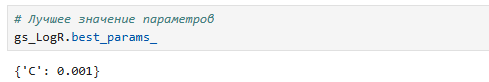 # Лучшее значение параметров
gs_LogR.best_params_
{'C': 0.001}